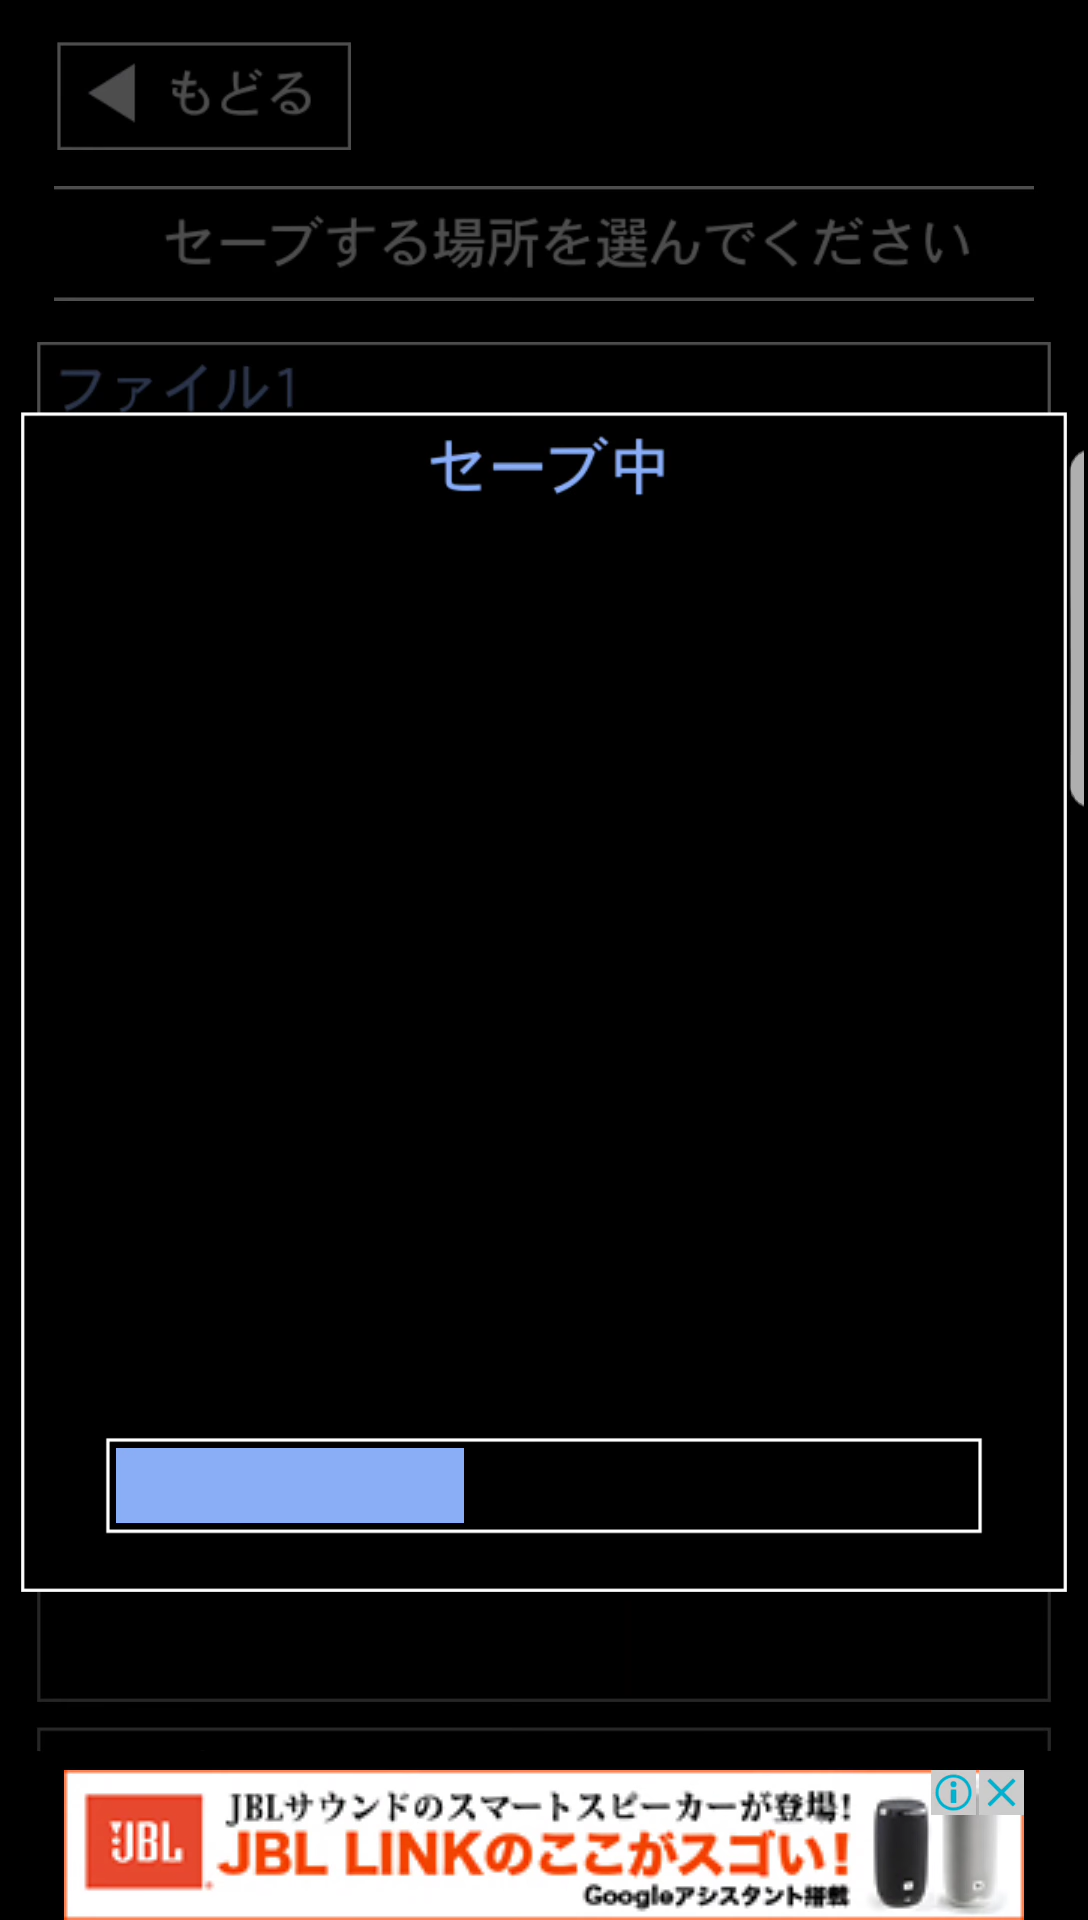 もどる
セーブする場所を選んでください
ファイル1
セーブ中
JBLサウンドのスマートスピーカーが登場!
JBL
JBL LINKのここがスゴい!
Googleアシスタント搭載